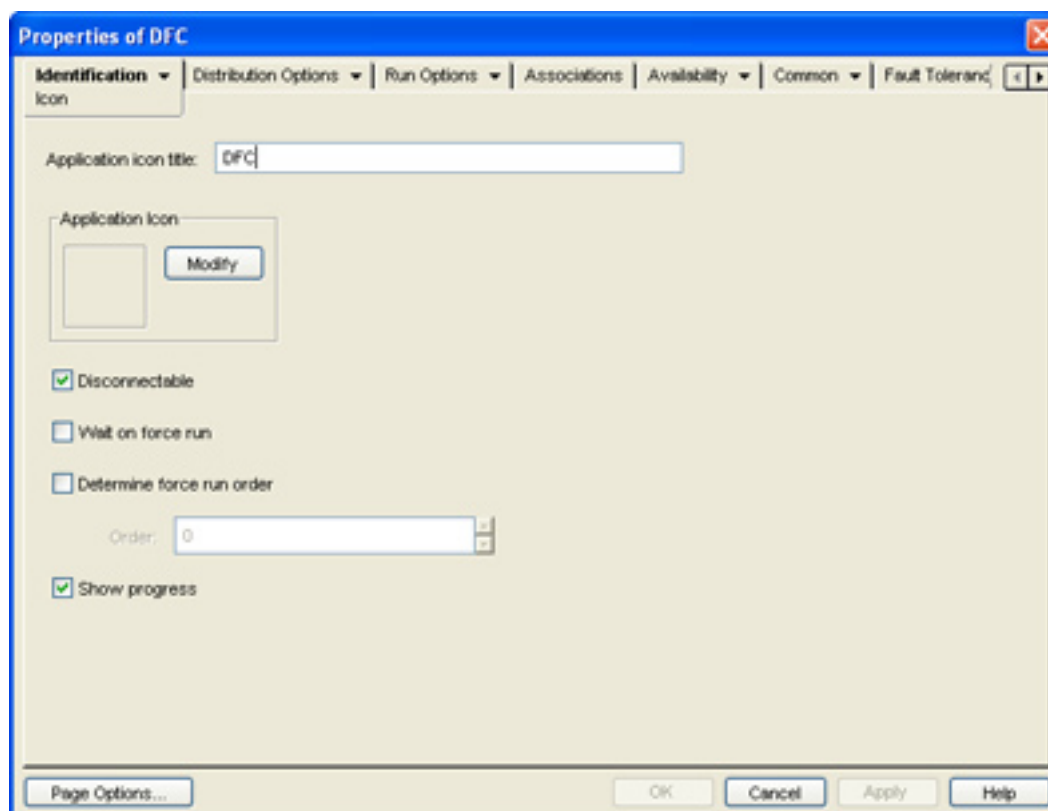 Properties of DFC
Identification Distribution Options Run Options Associations Availability Common Fault Toleranc
Icon
Application icon title: DFC
Application Icon
Modify
Disconnectable
Wait on force run
Determine force run order
Order: 0
Show progress
Page Options... OK Cancel Apply Help